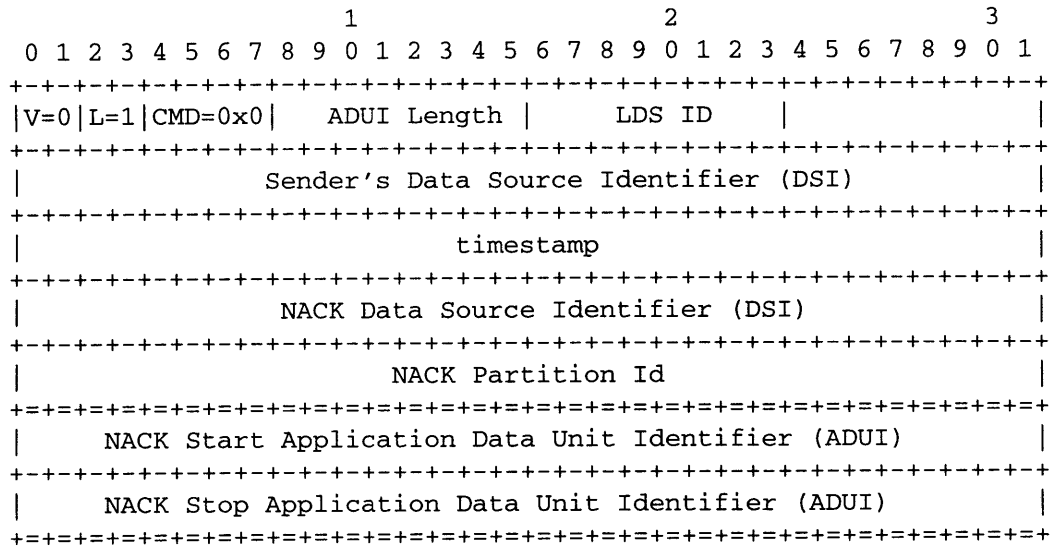 1                   2                   3
 0 1 2 3 4 5 6 7 8 9 0 1 2 3 4 5 6 7 8 9 0 1 2 3 4 5 6 7 8 9 0 1
+-+-+-+-+-+-+-+-+-+-+-+-+-+-+-+-+-+-+-+-+-+-+-+-+-+-+-+-+-+-+-+-+
|V=0|L=1|CMD=0x0|   ADUI Length |     LDS ID    |               |
+-+-+-+-+-+-+-+-+-+-+-+-+-+-+-+-+-+-+-+-+-+-+-+-+-+-+-+-+-+-+-+-+
|               Sender's Data Source Identifier (DSI)           |
+-+-+-+-+-+-+-+-+-+-+-+-+-+-+-+-+-+-+-+-+-+-+-+-+-+-+-+-+-+-+-+-+
|                           timestamp                           |
+-+-+-+-+-+-+-+-+-+-+-+-+-+-+-+-+-+-+-+-+-+-+-+-+-+-+-+-+-+-+-+-+
|                NACK Data Source Identifier (DSI)              |
+-+-+-+-+-+-+-+-+-+-+-+-+-+-+-+-+-+-+-+-+-+-+-+-+-+-+-+-+-+-+-+-+
|                       NACK Partition Id                       |
+=+=+=+=+=+=+=+=+=+=+=+=+=+=+=+=+=+=+=+=+=+=+=+=+=+=+=+=+=+=+=+=+
|     NACK Start Application Data Unit Identifier (ADUI)        |
+-+-+-+-+-+-+-+-+-+-+-+-+-+-+-+-+-+-+-+-+-+-+-+-+-+-+-+-+-+-+-+-+
|     NACK Stop Application Data Unit Identifier (ADUI)         |
+=+=+=+=+=+=+=+=+=+=+=+=+=+=+=+=+=+=+=+=+=+=+=+=+=+=+=+=+=+=+=+=+